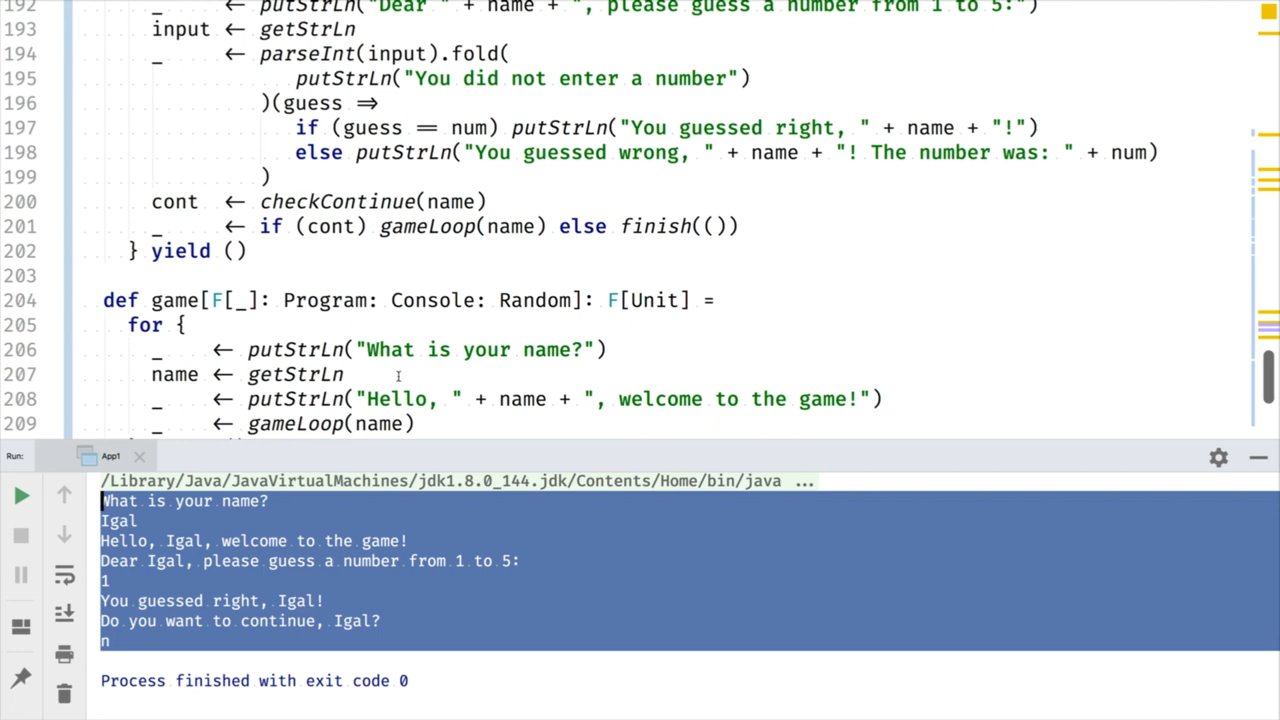 192 _ ← putStrLn("Dear " + name + ", please guess a number from 1 to 5:")
193 input ← getStrLn
194 _ ← parseInt(input).fold(
195 putStrLn("You did not enter a number")
196 )(guess ⇒
197 if (guess == num) putStrLn("You guessed right, " + name + "!")
198 else putStrLn("You guessed wrong, " + name + "! The number was: " + num)
199 )
200 cont ← checkContinue(name)
201 _ ← if (cont) gameLoop(name) else finish(())
202 } yield ()
203
204 def game[F[_]: Program: Console: Random]: F[Unit] =
205 for {
206 _ ← putStrLn("What is your name?")
207 name ← getStrLn
208 _ ← putStrLn("Hello, " + name + ", welcome to the game!")
209 _ ← gameLoop(name)
Run: App1
/Library/Java/JavaVirtualMachines/jdk1.8.0_144.jdk/Contents/Home/bin/java ...
What is your name?
Igal
Hello, Igal, welcome to the game!
Dear Igal, please guess a number from 1 to 5:
1
You guessed right, Igal!
Do you want to continue, Igal?
n
Process finished with exit code 0